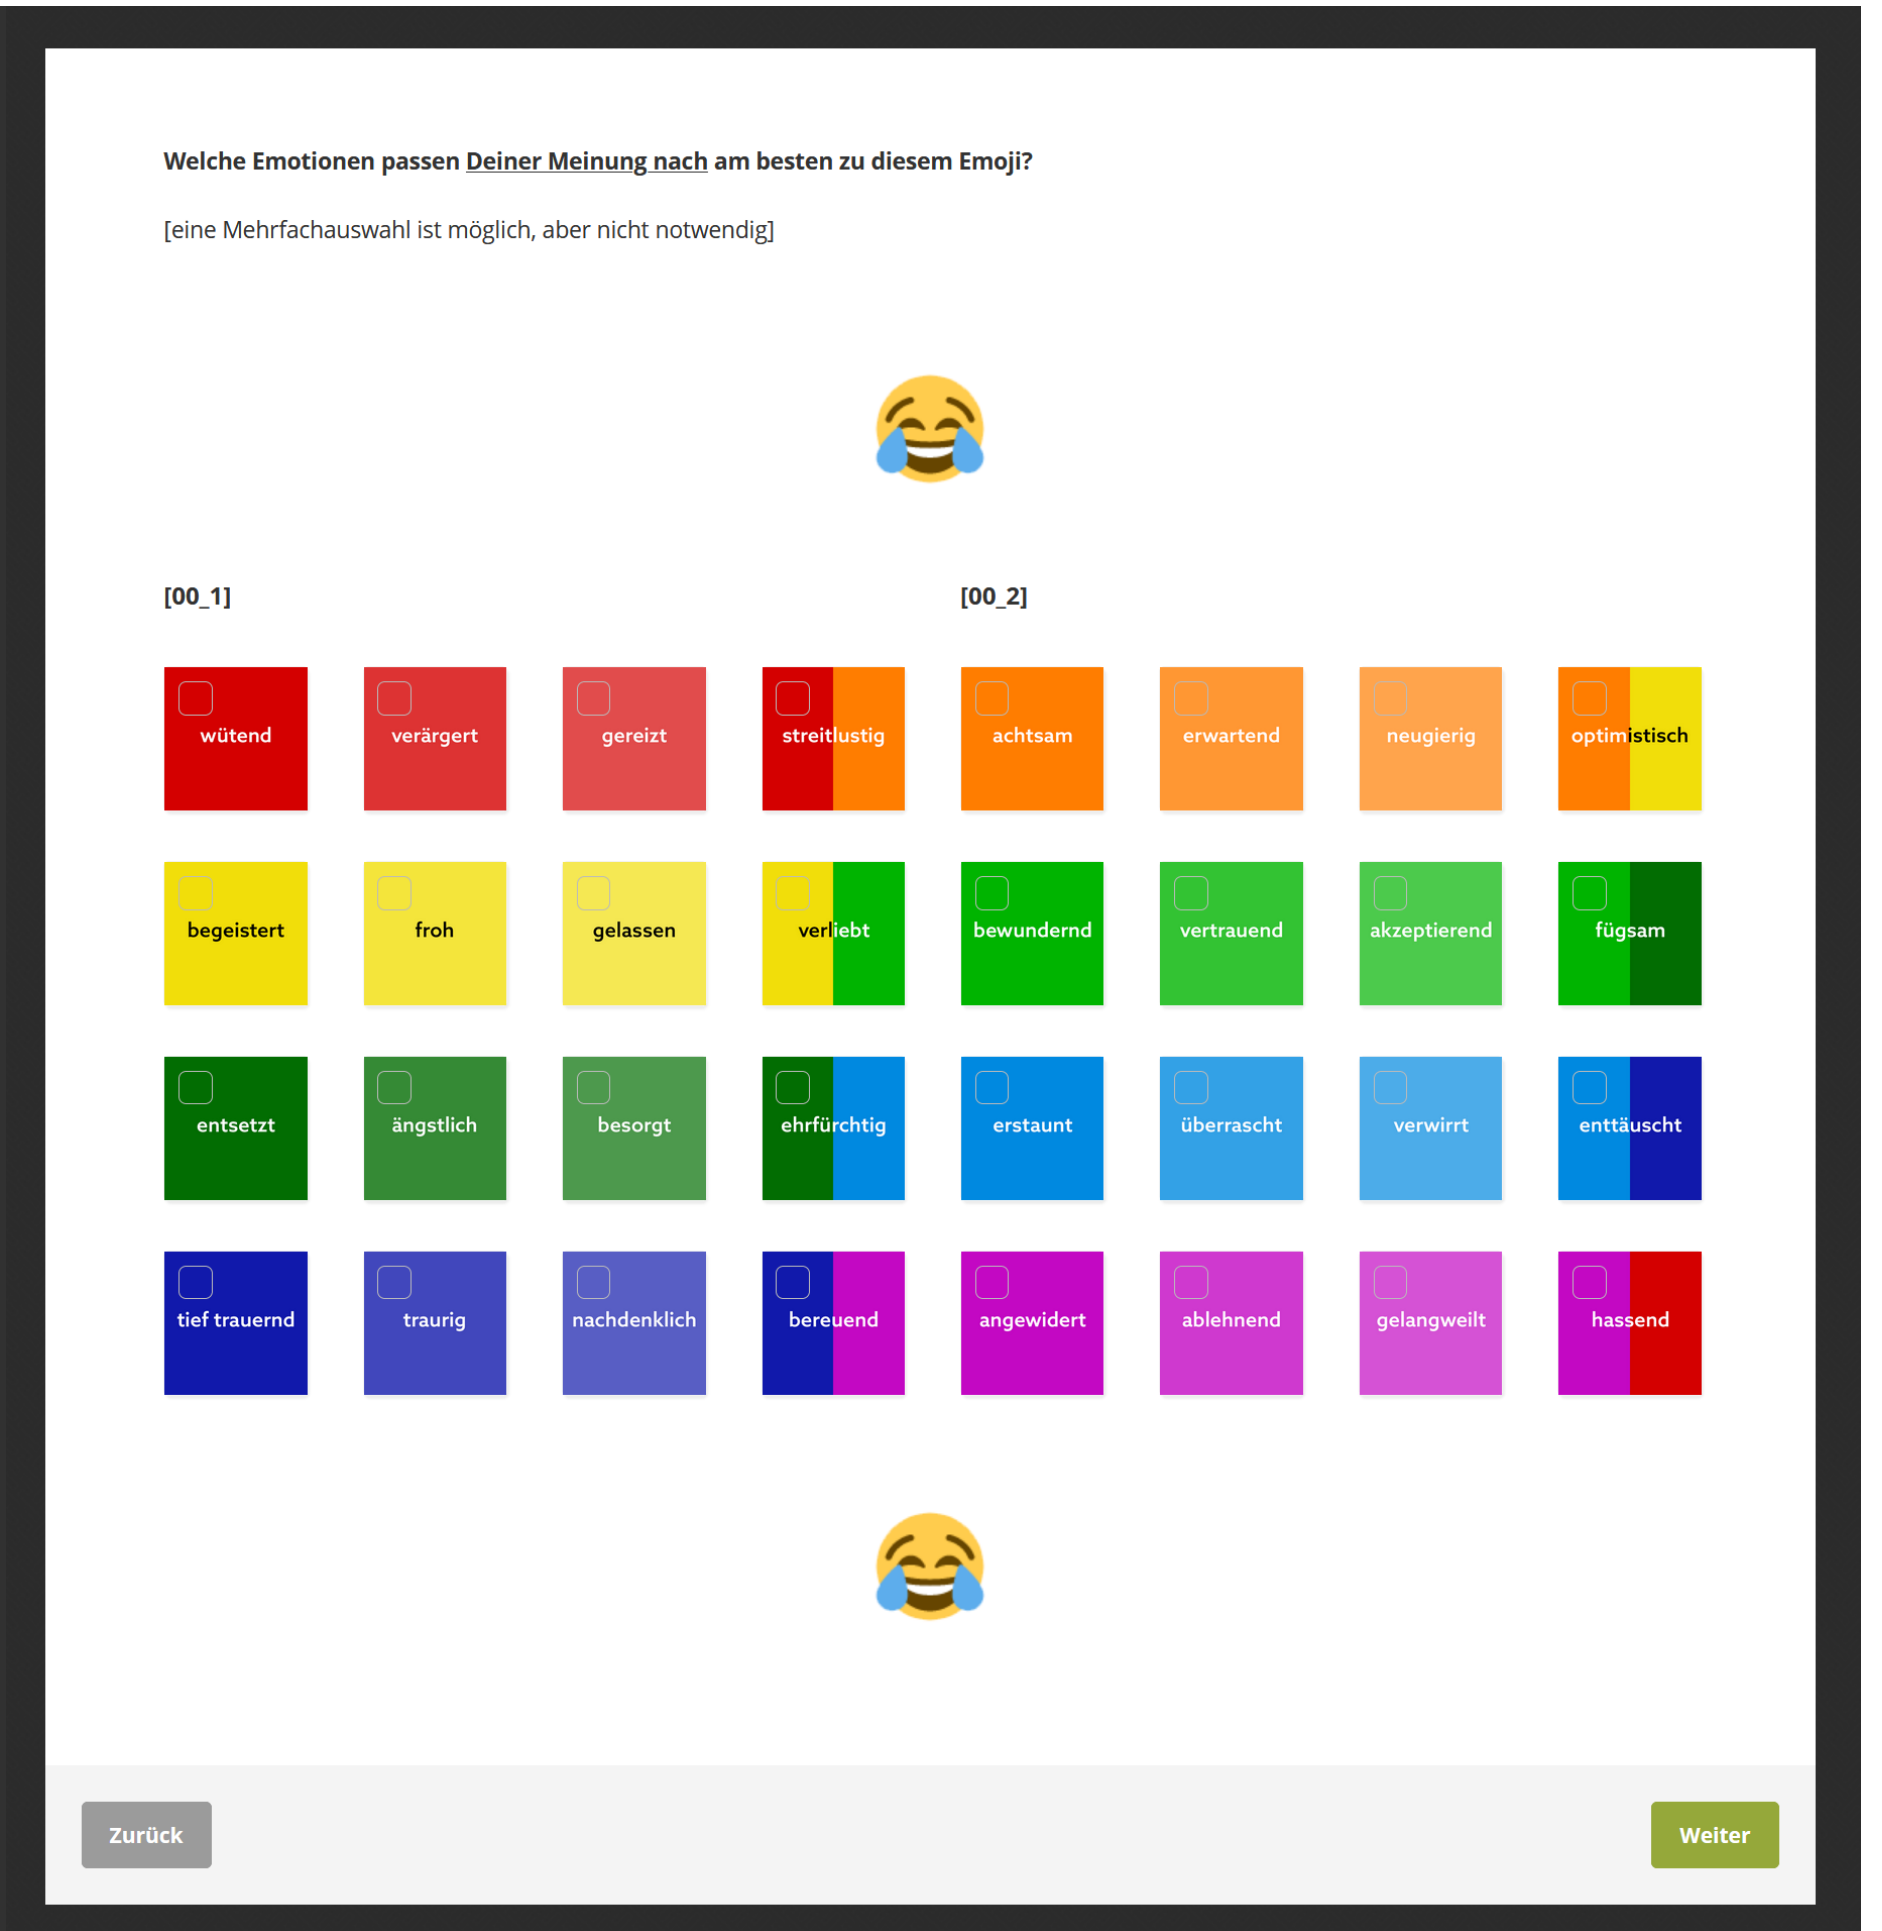 Welche Emotionen passen Deiner Meinung nach am besten zu diesem Emoji?
[eine Mehrfachauswahl ist möglich, aber nicht notwendig]
[00_1] [00_2]
wütend verärgert gereizt streitlustig achtsam erwartend neugierig optimistisch
begeistert froh gelassen verliebt bewundernd vertrauend akzeptierend fügsam
entsetzt ängstlich besorgt ehrfürchtig erstaunt überrascht verwirrt enttäuscht
tief trauernd traurig nachdenklich bereuend angewidert ablehnend gelangweilt hassend
Zurück Weiter